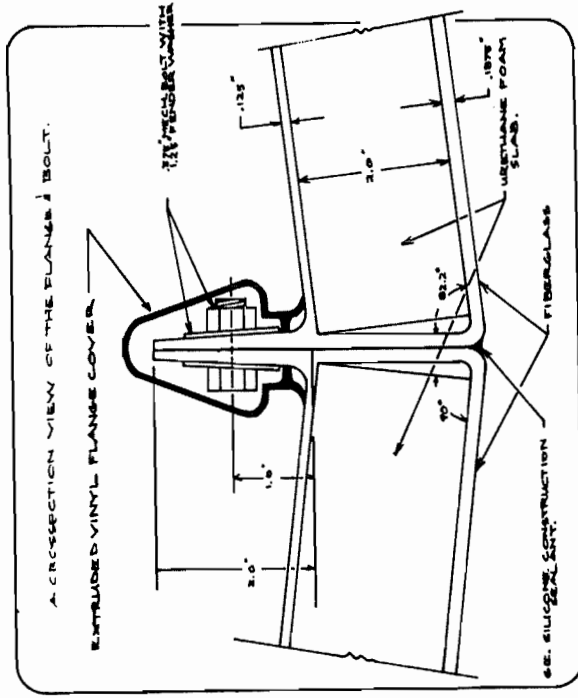 A CROSSECTION VIEW OF THE FLANGE & BOLT.
EXTRUDED VINYL FLANGE COVER
.375" MECH. BOLT WITH
1.25" FENDER WASHER
.125"
.1875"
2.0"
URETHANE FOAM
SLAB.
82.2°
90°
1.0"
2.0"
FIBERGLASS
GE. SILICONE CONSTRUCTION
SEALANT.